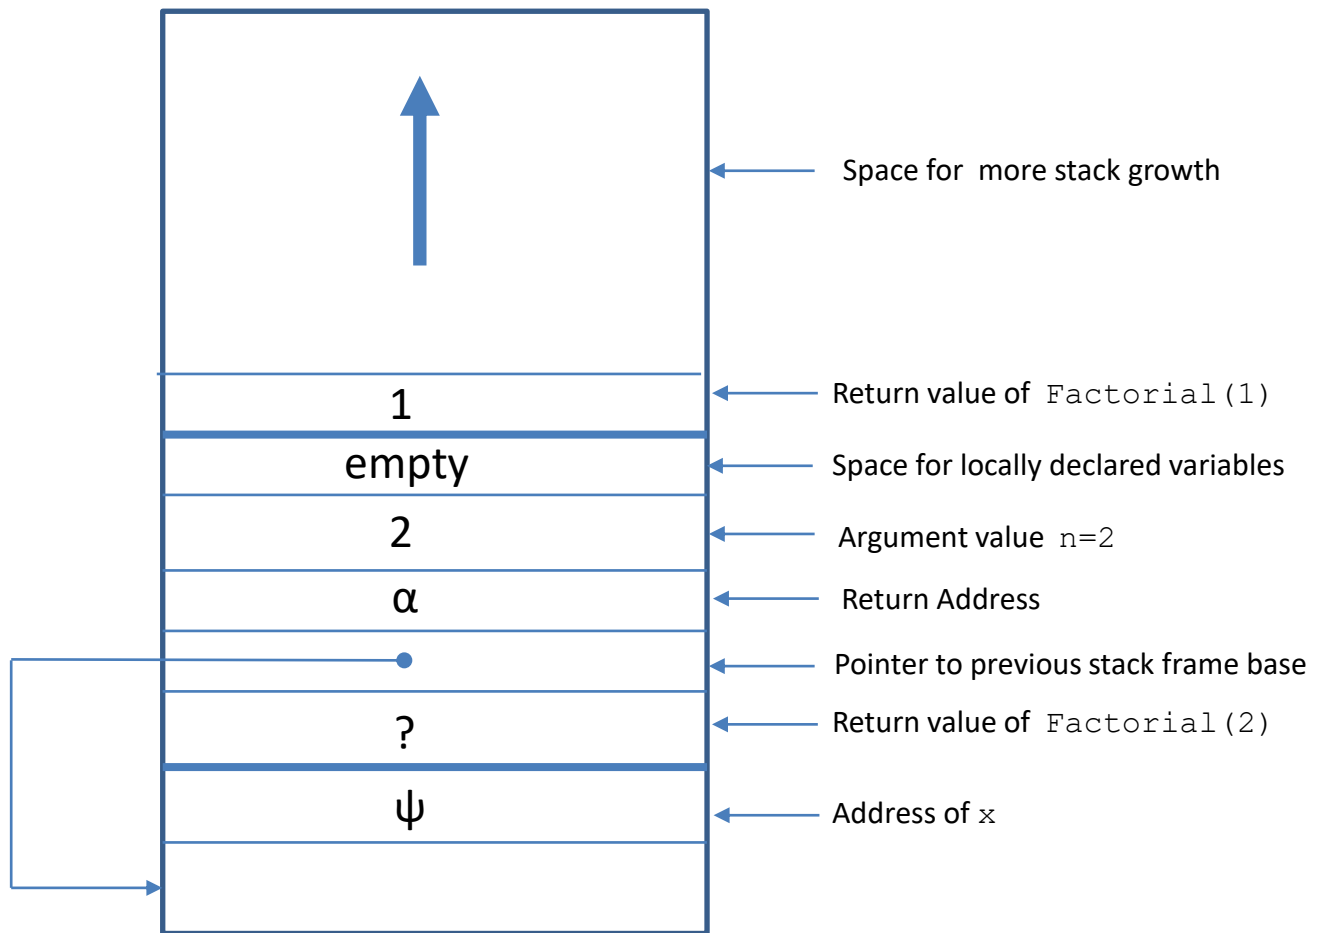 Space for  more stack growth
1
Return value of  Factorial(1)
empty
Space for locally declared variables
2
Argument value  n=2
α
Return Address
Pointer to previous stack frame base
?
Return value of  Factorial(2)
ψ
Address of x